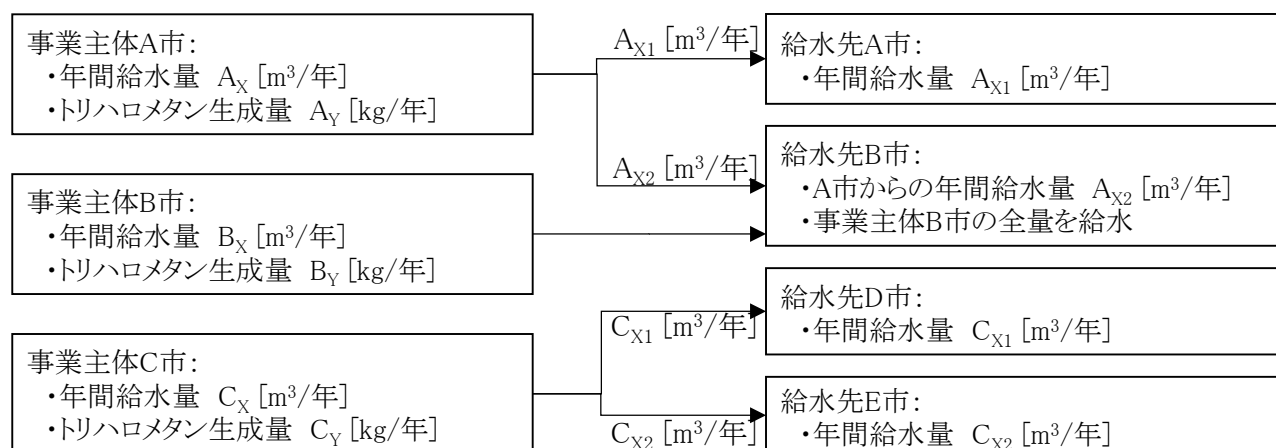 事業主体A市:
・年間給水量 A_X [m³/年]
・トリハロメタン生成量 A_Y [kg/年]
事業主体B市:
・年間給水量 B_X [m³/年]
・トリハロメタン生成量 B_Y [kg/年]
事業主体C市:
・年間給水量 C_X [m³/年]
・トリハロメタン生成量 C_Y [kg/年]
A_X1 [m³/年]
A_X2 [m³/年]
C_X1 [m³/年]
C_X2 [m³/年]
給水先A市:
・年間給水量 A_X1 [m³/年]
給水先B市:
・A市からの年間給水量 A_X2 [m³/年]
・事業主体B市の全量を給水
給水先D市:
・年間給水量 C_X1 [m³/年]
給水先E市:
・年間給水量 C_X2 [m³/年]